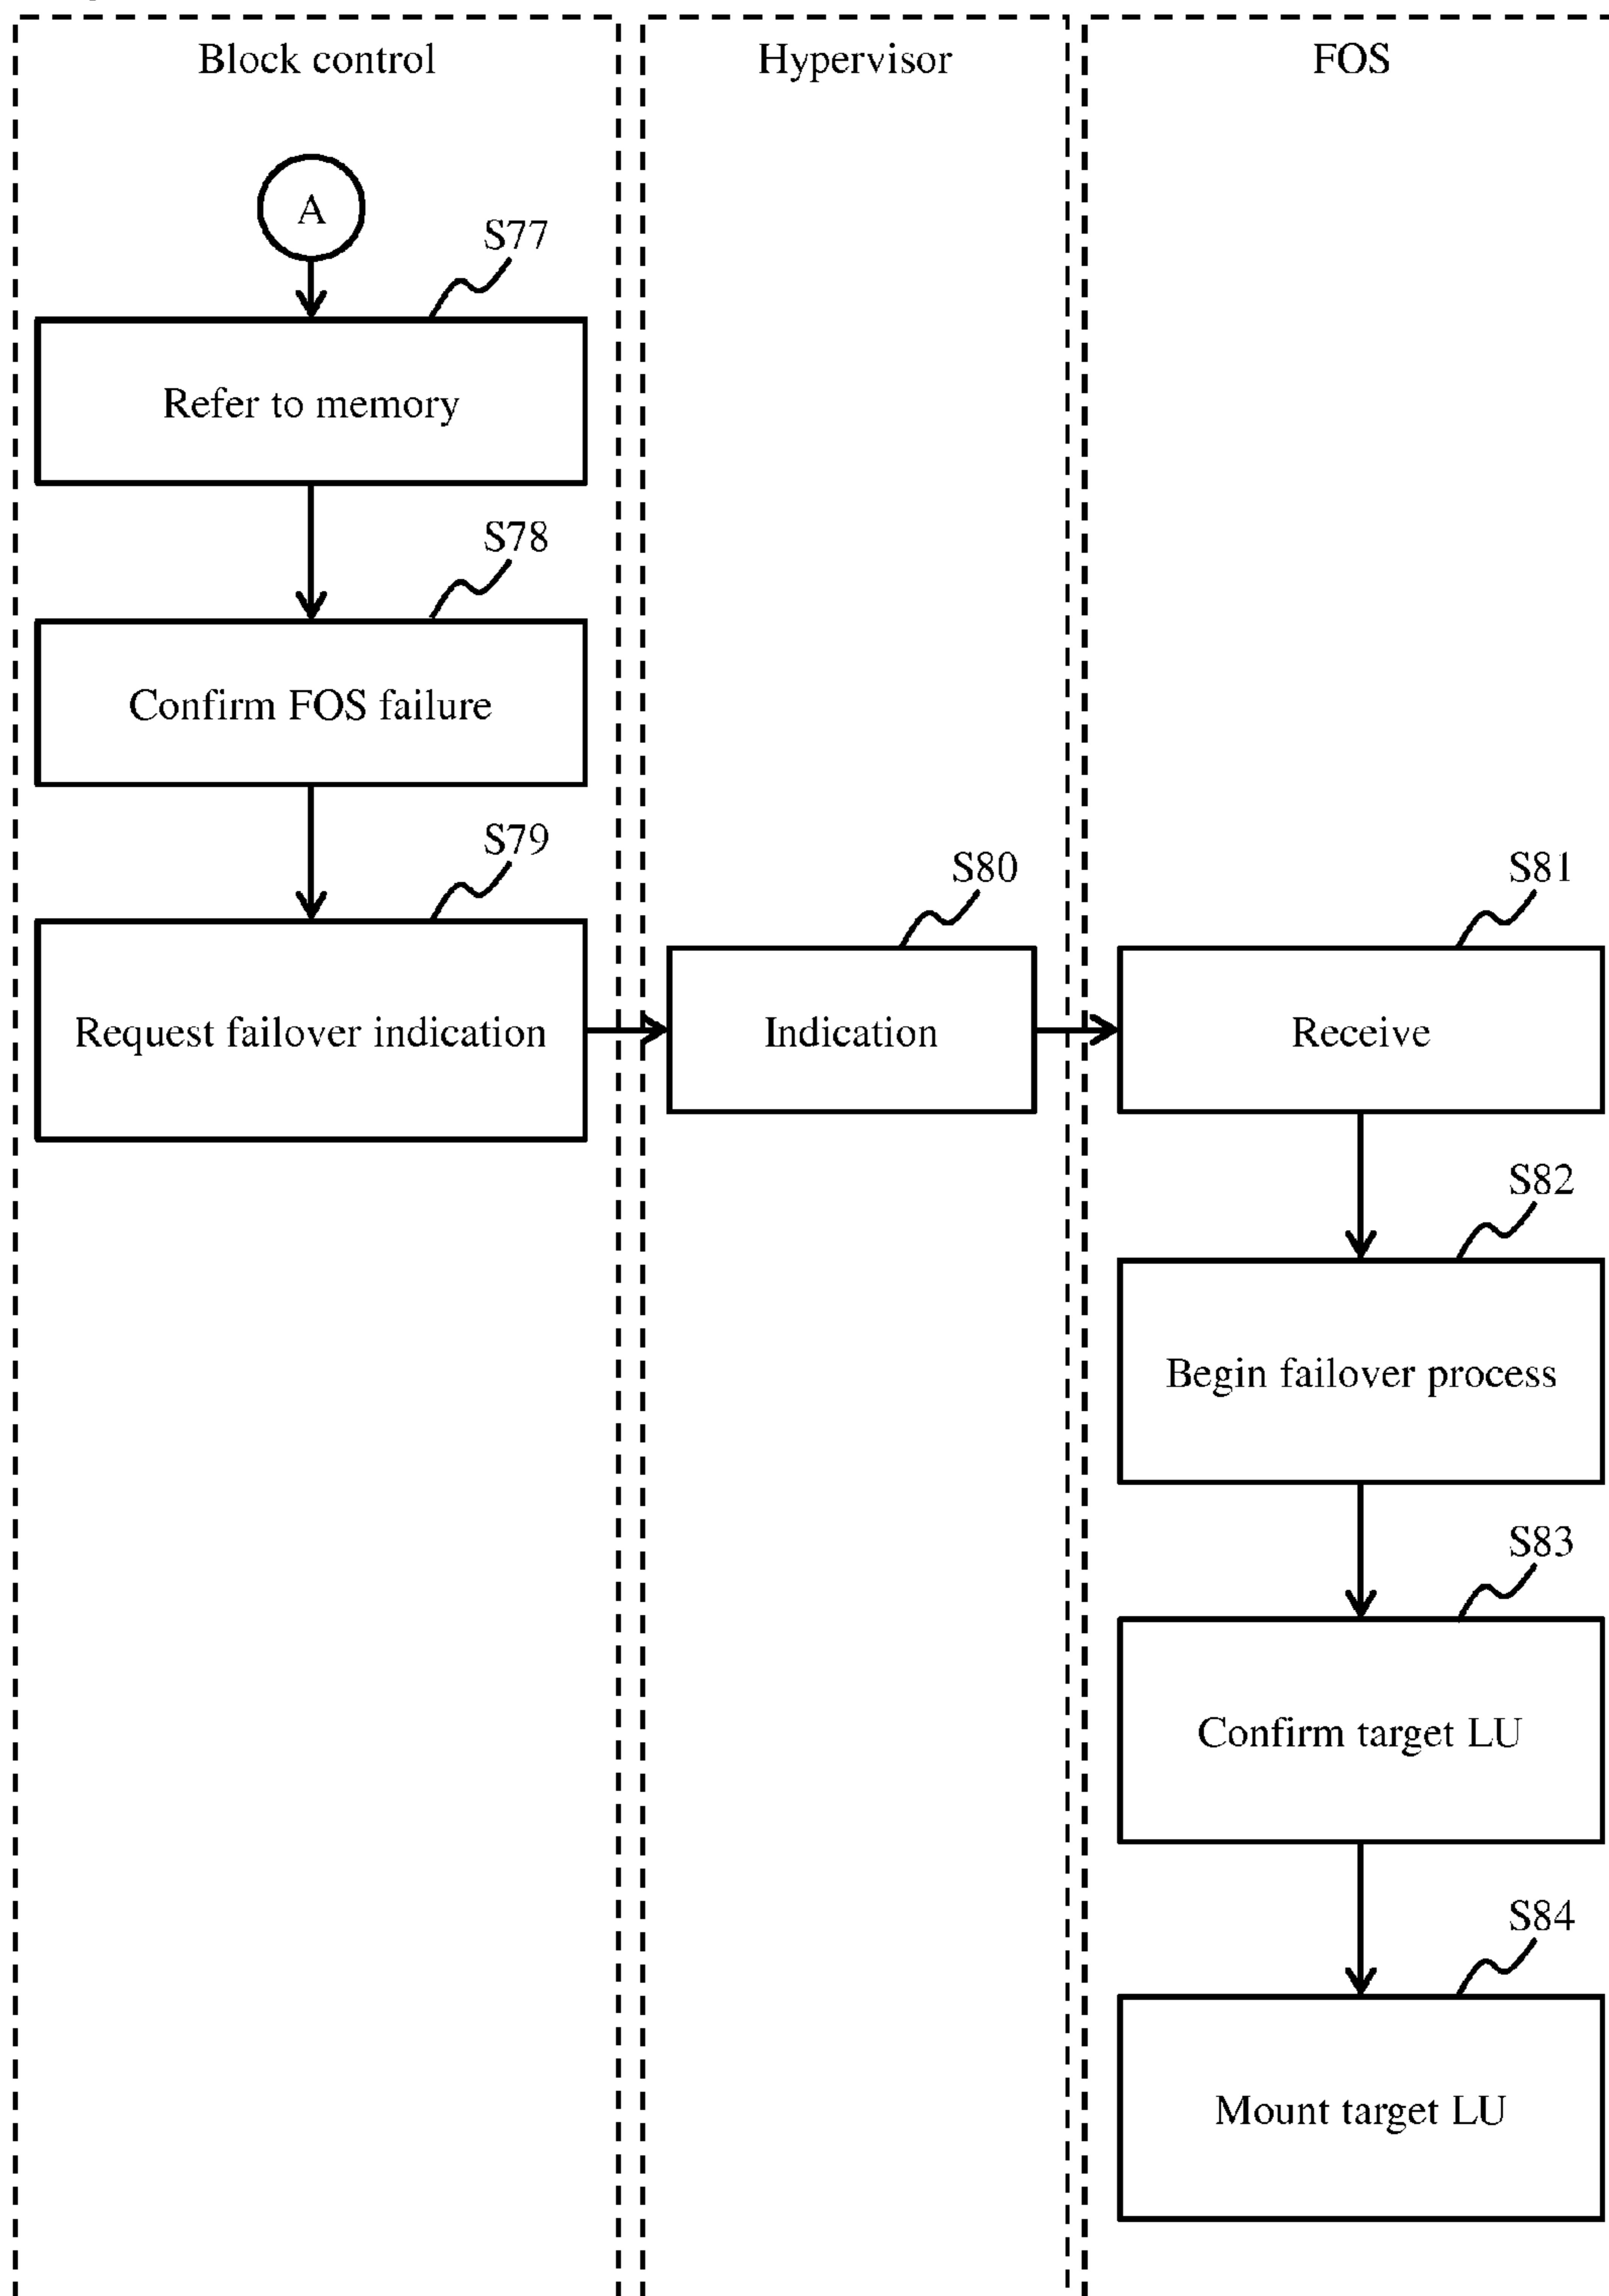 Block control
Hypervisor
FOS
A
S77
Refer to memory
S78
Confirm FOS failure
S79
Request failover indication
S80
Indication
S81
Receive
S82
Begin failover process
S83
Confirm target LU
S84
Mount target LU